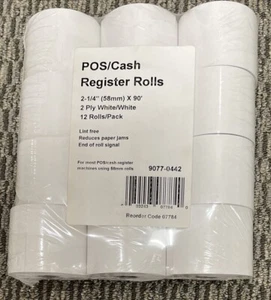 POS/Cash
Register Rolls
2-1/4" (58mm) X 90'
2 Ply White/White
12 Rolls/Pack
Lint free
Reduces paper jams
End of roll signal
For most POS/cash register
machines using 58mm rolls
9077-0442
Reorder Code 07784